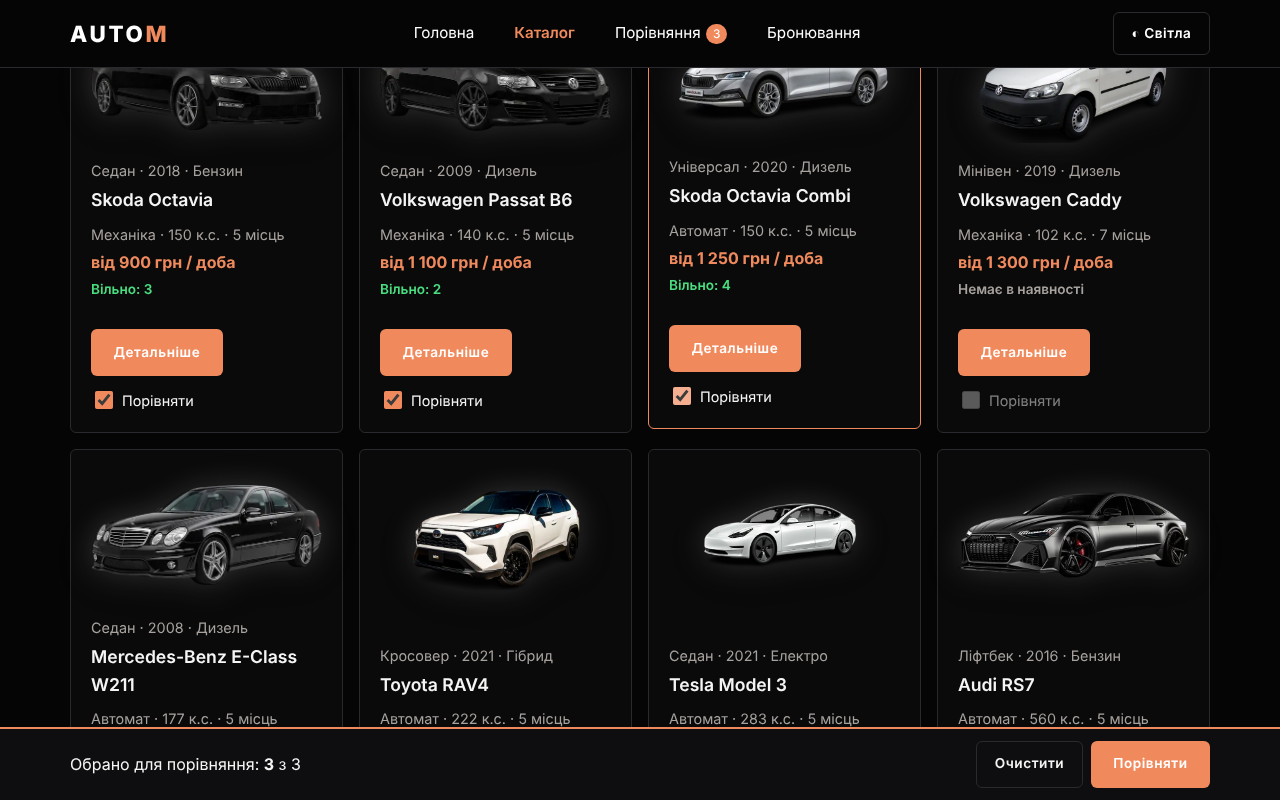 AUTOM
Головна
Каталог
Порівняння 3
Бронювання
Світла
Седан · 2018 · Бензин
Skoda Octavia
Механіка · 150 к.с. · 5 місць
від 900 грн / доба
Вільно: 3
Детальніше
Порівняти
Седан · 2009 · Дизель
Volkswagen Passat B6
Механіка · 140 к.с. · 5 місць
від 1 100 грн / доба
Вільно: 2
Детальніше
Порівняти
Універсал · 2020 · Дизель
Skoda Octavia Combi
Автомат · 150 к.с. · 5 місць
від 1 250 грн / доба
Вільно: 4
Детальніше
Порівняти
Мінівен · 2019 · Дизель
Volkswagen Caddy
Механіка · 102 к.с. · 7 місць
від 1 300 грн / доба
Немає в наявності
Детальніше
Порівняти
Седан · 2008 · Дизель
Mercedes-Benz E-Class
W211
Автомат · 177 к.с. · 5 місць
Кросовер · 2021 · Гібрид
Toyota RAV4
Автомат · 222 к.с. · 5 місць
Седан · 2021 · Електро
Tesla Model 3
Автомат · 283 к.с. · 5 місць
Ліфтбек · 2016 · Бензин
Audi RS7
Автомат · 560 к.с. · 5 місць
Обрано для порівняння: 3 з 3
Очистити
Порівняти